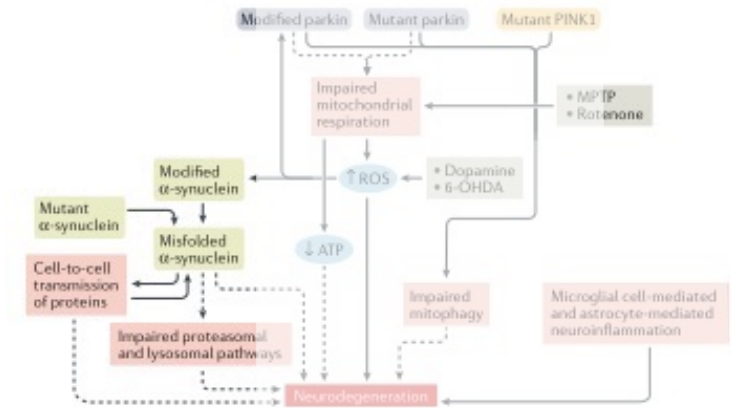 Modified parkin
Mutant parkin
Mutant PINK1
Impaired
mitochondrial
respiration
• MPTP
• Rotenone
Modified
α-synuclein
↑ ROS
• Dopamine
• 6-OHDA
Mutant
α-synuclein
Misfolded
α-synuclein
↓ ATP
Cell-to-cell
transmission
of proteins
Impaired
mitophagy
Microglial cell-mediated
and astrocyte-mediated
neuroinflammation
Impaired proteasomal
and lysosomal pathways
Neurodegeneration